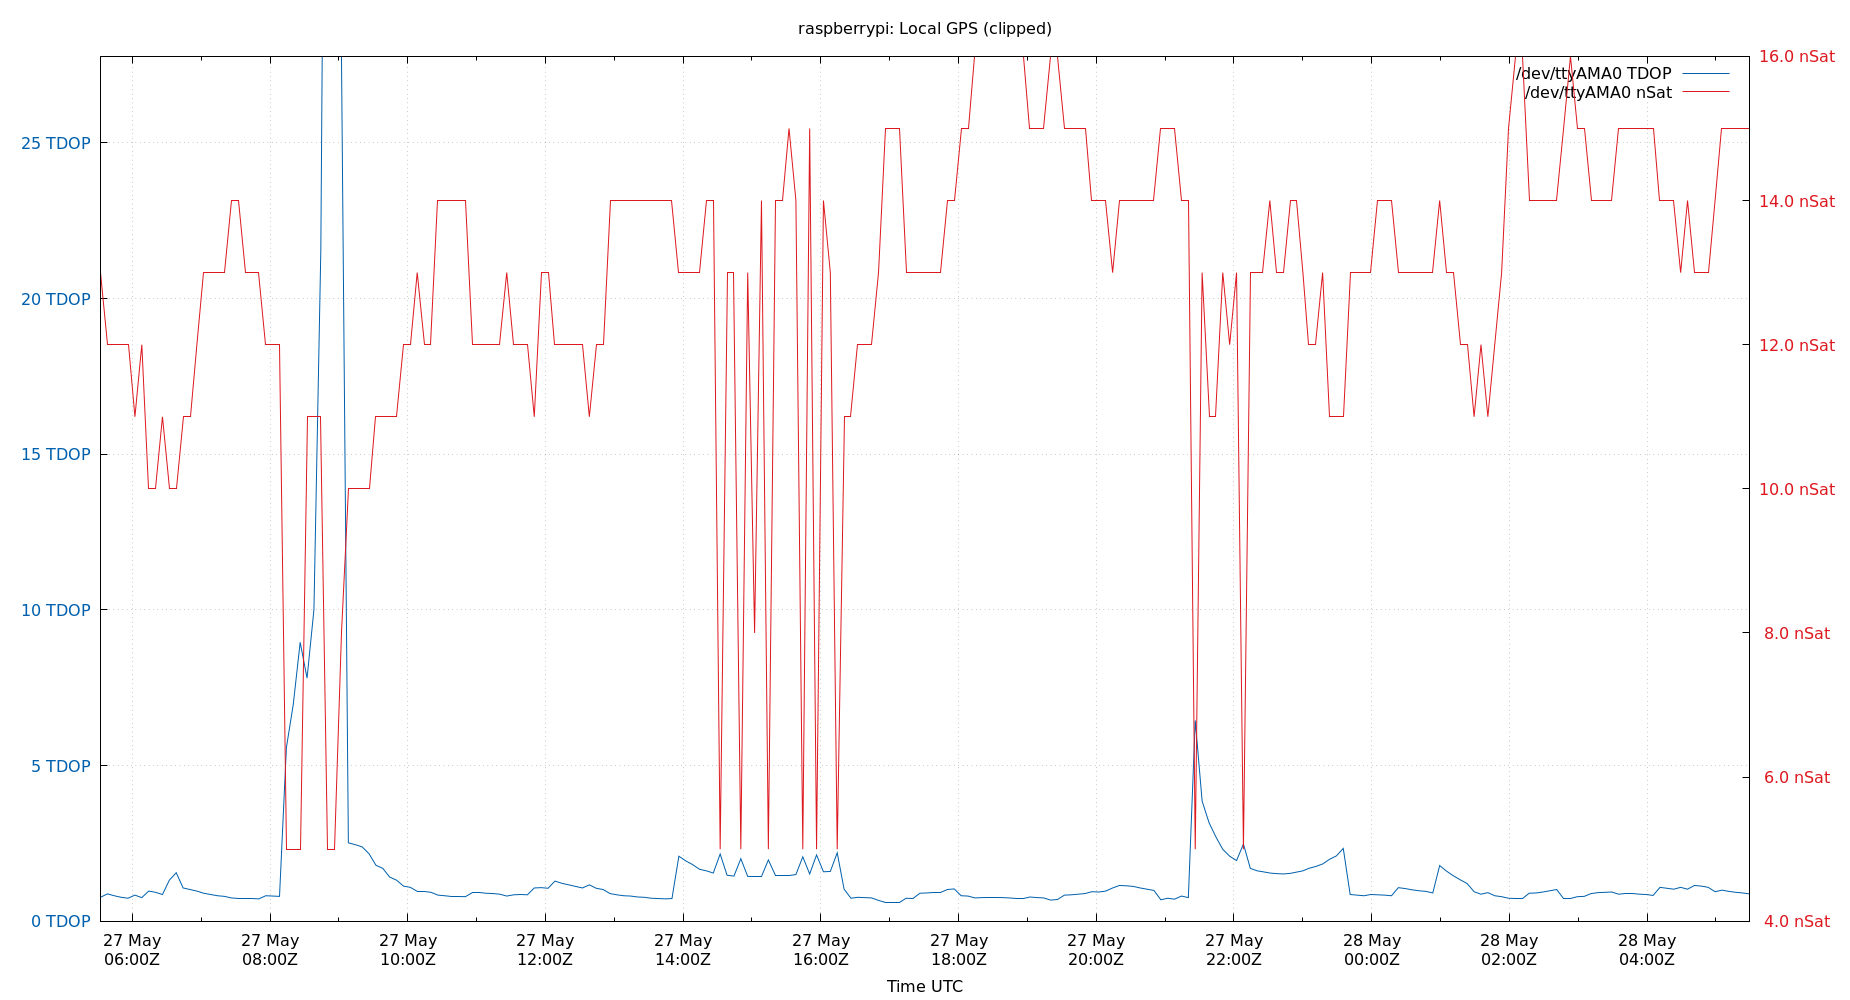 raspberrypi: Local GPS (clipped)
16.0 nSat
/dev/ttyAMA0 TDOP
/dev/ttyAMA0 nSat
25 TDOP
14.0 nSat
20 TDOP
12.0 nSat
15 TDOP
10.0 nSat
10 TDOP
8.0 nSat
5 TDOP
6.0 nSat
0 TDOP
4.0 nSat
27 May 27 May 27 May 27 May 27 May 27 May 27 May 27 May 27 May 28 May 28 May 28 May
06:00Z 08:00Z 10:00Z 12:00Z 14:00Z 16:00Z 18:00Z 20:00Z 22:00Z 00:00Z 02:00Z 04:00Z
Time UTC